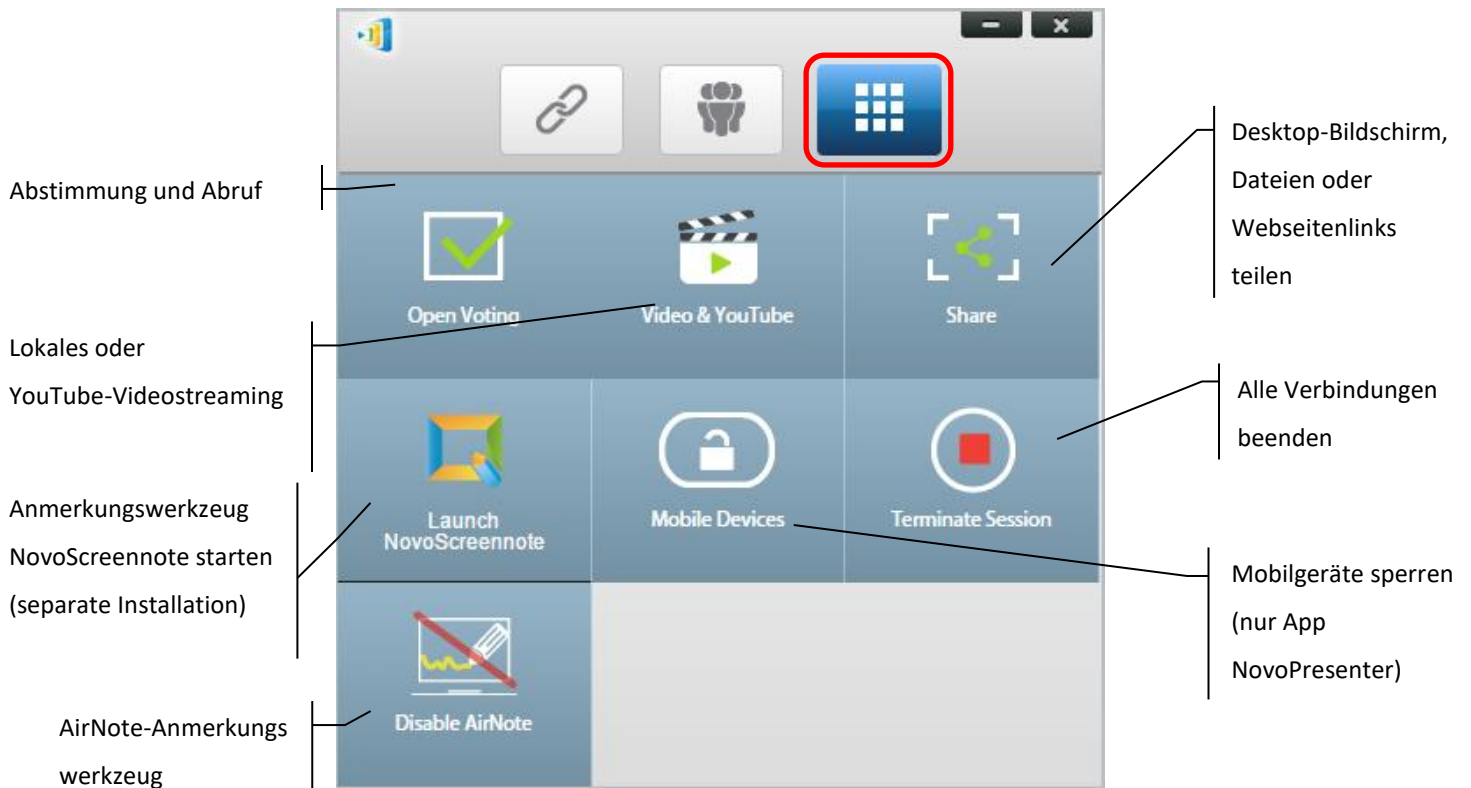 Abstimmung und Abruf
Lokales oder
YouTube-Videostreaming
Anmerkungswerkzeug
NovoScreennote starten
(separate Installation)
AirNote-Anmerkungs
werkzeug
Open Voting
Video & YouTube
Share
Launch
NovoScreennote
Mobile Devices
Terminate Session
Disable AirNote
Desktop-Bildschirm,
Dateien oder
Webseitenlinks
teilen
Alle Verbindungen
beenden
Mobilgeräte sperren
(nur App
NovoPresenter)